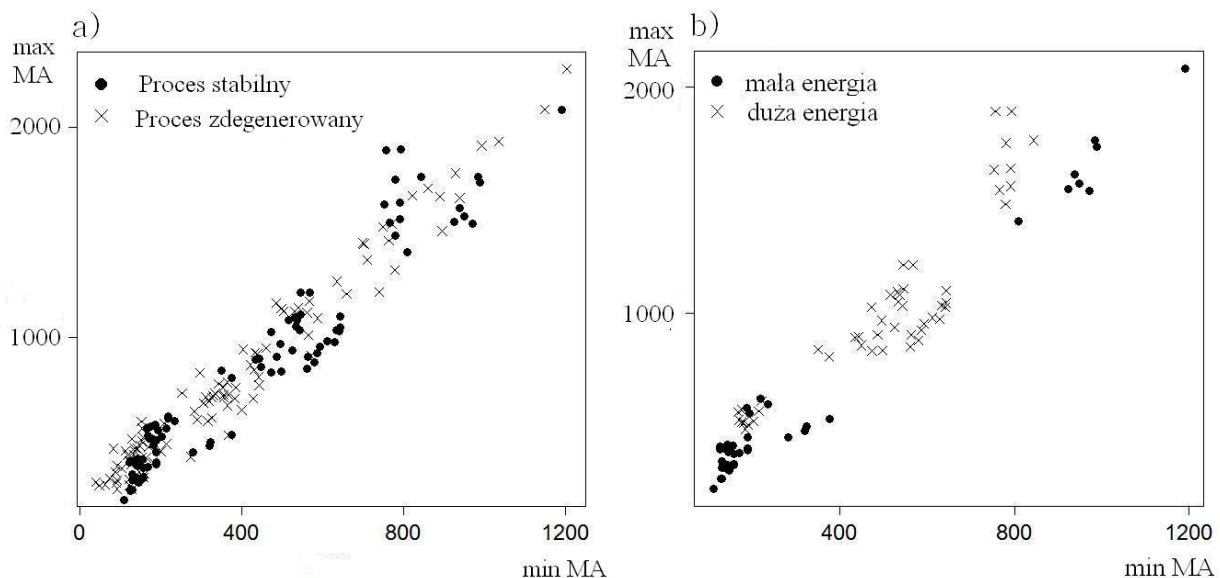 a)
max
MA
Proces stabilny
Proces zdegenerowany
2000
1000
0 400 800 1200
min MA
b)
max
MA
mała energia
duża energia
2000
1000
400 800 1200
min MA